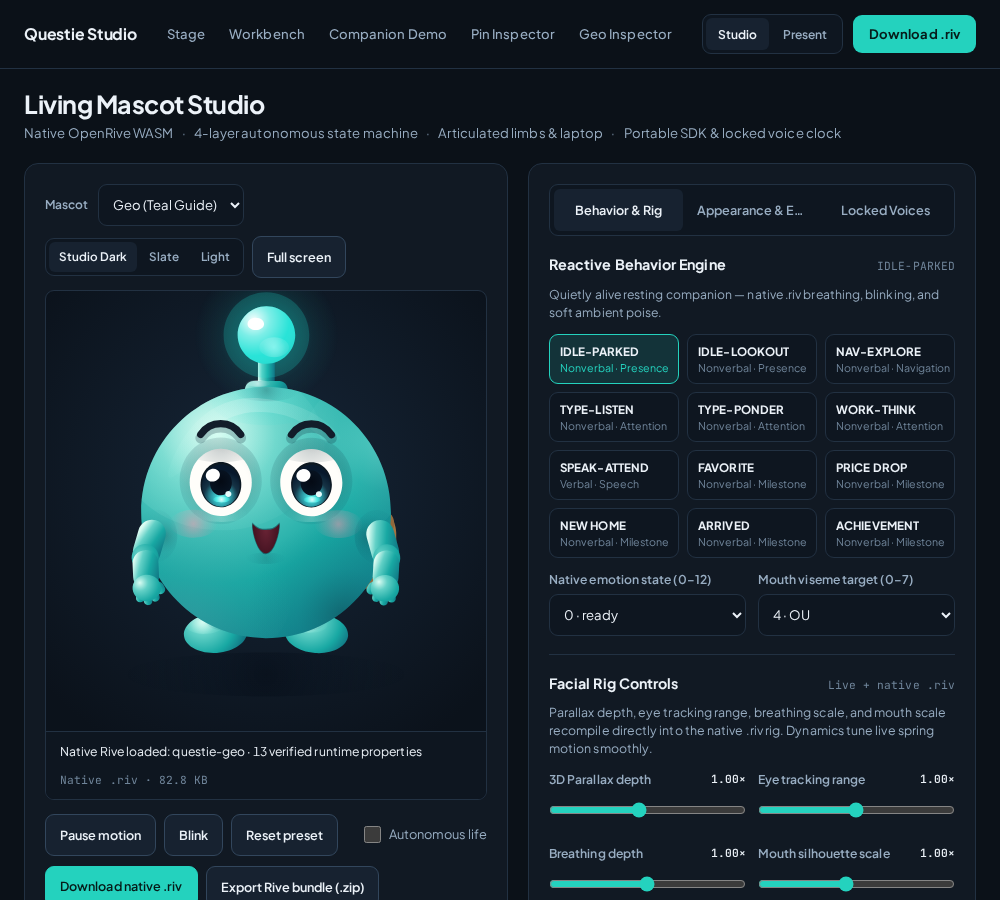 Questie Studio
Stage
Workbench
Companion Demo
Pin Inspector
Geo Inspector
Studio
Present
Download .riv
Living Mascot Studio
Native OpenRive WASM · 4-layer autonomous state machine · Articulated limbs & laptop · Portable SDK & locked voice clock
Mascot
Geo (Teal Guide)
Studio Dark
Slate
Light
Full screen
Native Rive loaded: questie-geo · 13 verified runtime properties
Native .riv · 82.8 KB
Pause motion
Blink
Reset preset
Autonomous life
Download native .riv
Export Rive bundle (.zip)
Behavior & Rig
Appearance & E…
Locked Voices
Reactive Behavior Engine
IDLE-PARKED
Quietly alive resting companion — native .riv breathing, blinking, and
soft ambient poise.
IDLE-PARKED
Nonverbal · Presence
IDLE-LOOKOUT
Nonverbal · Presence
NAV-EXPLORE
Nonverbal · Navigation
TYPE-LISTEN
Nonverbal · Attention
TYPE-PONDER
Nonverbal · Attention
WORK-THINK
Nonverbal · Attention
SPEAK-ATTEND
Verbal · Speech
FAVORITE
Nonverbal · Milestone
PRICE DROP
Nonverbal · Milestone
NEW HOME
Nonverbal · Milestone
ARRIVED
Nonverbal · Milestone
ACHIEVEMENT
Nonverbal · Milestone
Native emotion state (0–12)
0 · ready
Mouth viseme target (0–7)
4 · OU
Facial Rig Controls
Live + native .riv
Parallax depth, eye tracking range, breathing scale, and mouth scale
recompile directly into the native .riv rig. Dynamics tune live spring
motion smoothly.
3D Parallax depth
1.00×
Eye tracking range
1.00×
Breathing depth
1.00×
Mouth silhouette scale
1.00×